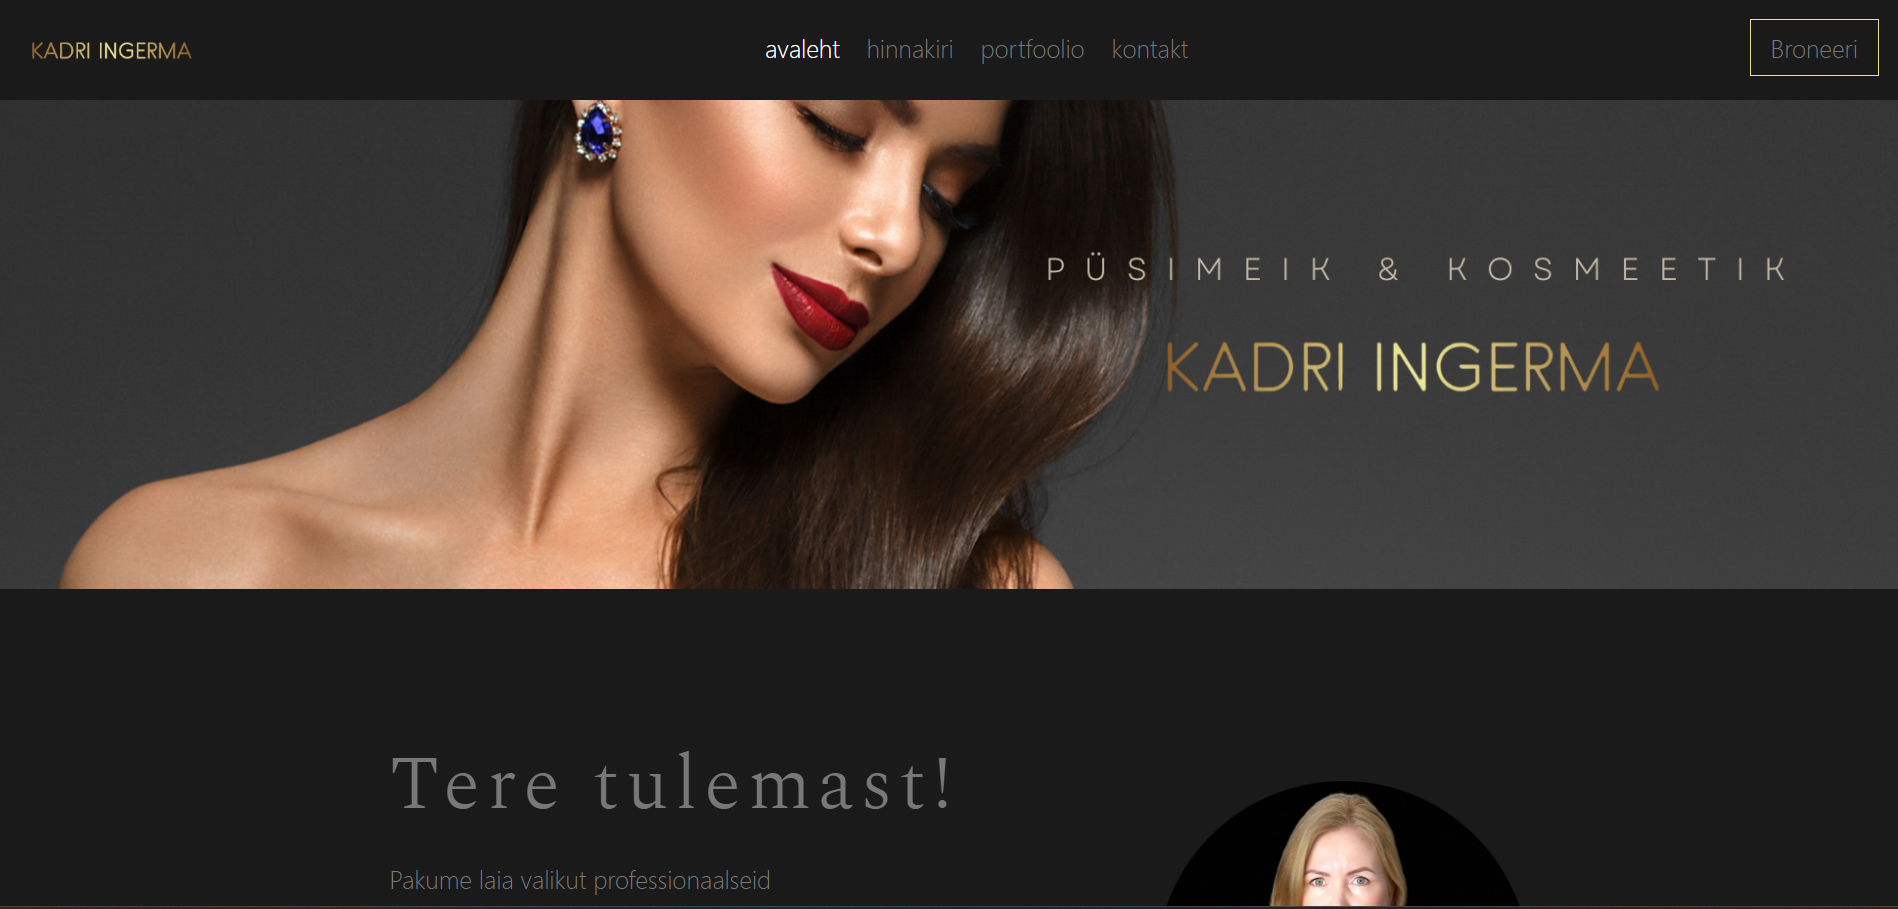 KADRI INGERMA
avaleht hinnakiri portfoolio kontakt
Broneeri
PÜSIMEIK & KOSMEETIK
KADRI INGERMA
Tere tulemast!
Pakume laia valikut professionaalseid